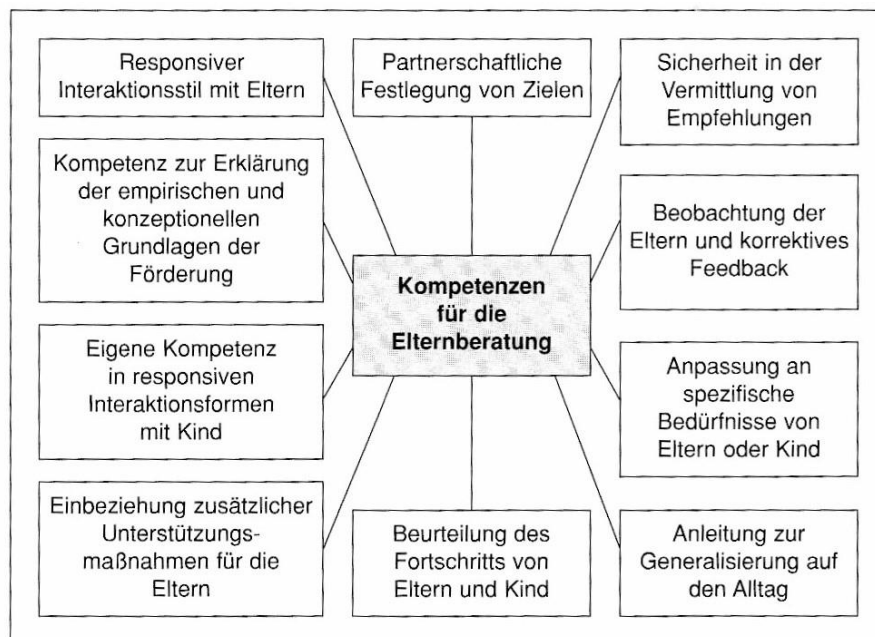 Responsiver
Interaktionsstil mit Eltern
Partnerschaftliche
Festlegung von Zielen
Sicherheit in der
Vermittlung von
Empfehlungen
Kompetenz zur Erklärung
der empirischen und
konzeptionellen
Grundlagen der
Förderung
Beobachtung der
Eltern und korrektives
Feedback
Kompetenzen
für die
Elternberatung
Eigene Kompetenz
in responsiven
Interaktionsformen
mit Kind
Anpassung an
spezifische
Bedürfnisse von
Eltern oder Kind
Einbeziehung zusätzlicher
Unterstützungs-
maßnahmen für die
Eltern
Beurteilung des
Fortschritts von
Eltern und Kind
Anleitung zur
Generalisierung auf
den Alltag